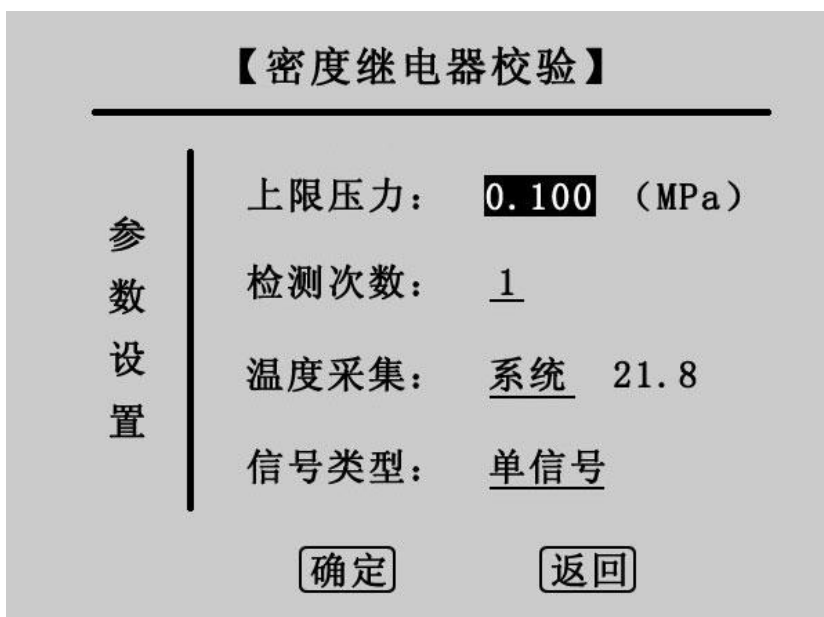 【密度继电器校验】
参数设置
上限压力： 0.100 （MPa）
检测次数： 1
温度采集： 系统 21.8
信号类型： 单信号
确定 返回